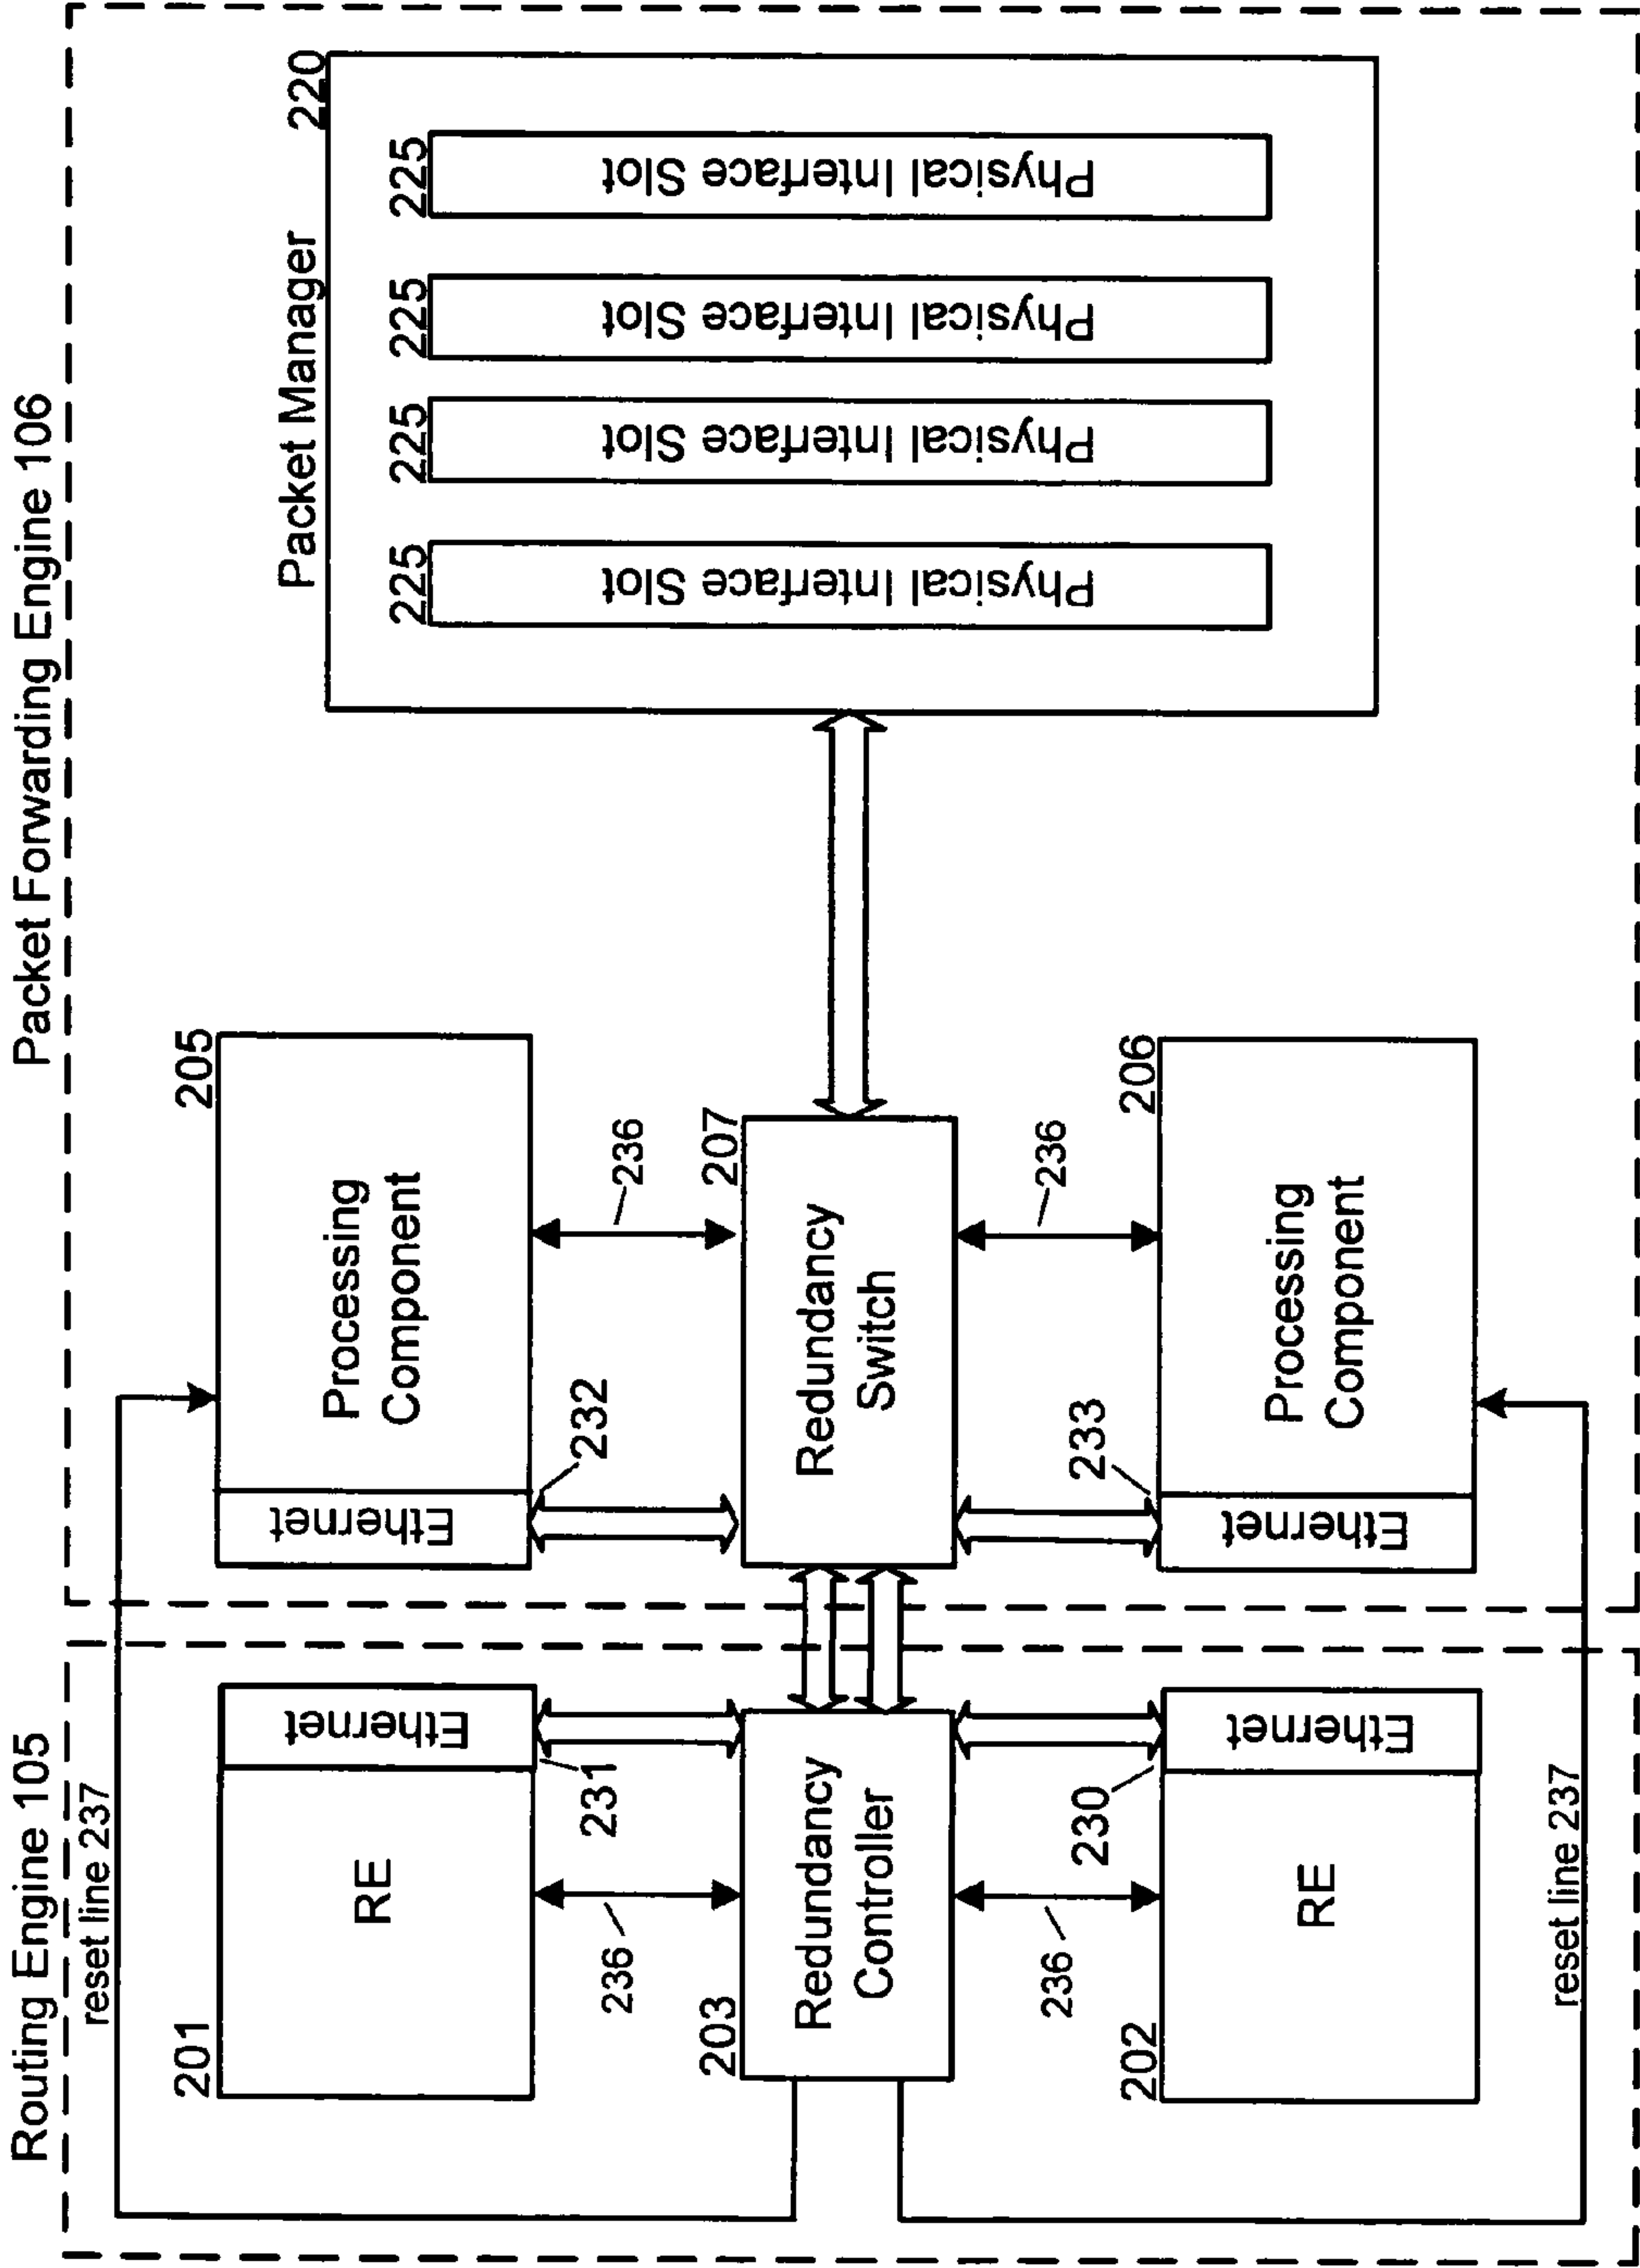 Routing Engine 105
Packet Forwarding Engine 106
reset line 237
201
RE
Ethernet
231
236
203
Redundancy
Controller
236
230
202
RE
Ethernet
reset line 237
205
Processing
Component
Ethernet
232
236
207
Redundancy
Switch
236
233
206
Processing
Component
Ethernet
Packet Manager
220
225
Physical Interface Slot
225
Physical Interface Slot
225
Physical Interface Slot
225
Physical Interface Slot